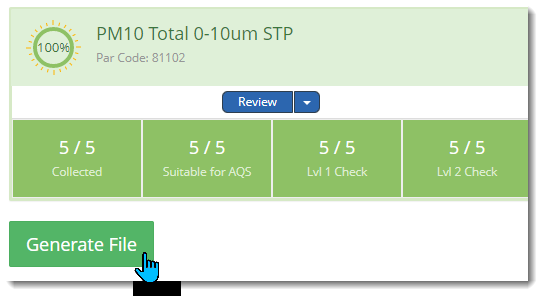 100%
PM10 Total 0-10um STP
Par Code: 81102
Review
5 / 5
Collected
5 / 5
Suitable for AQS
5 / 5
Lvl 1 Check
5 / 5
Lvl 2 Check
Generate File